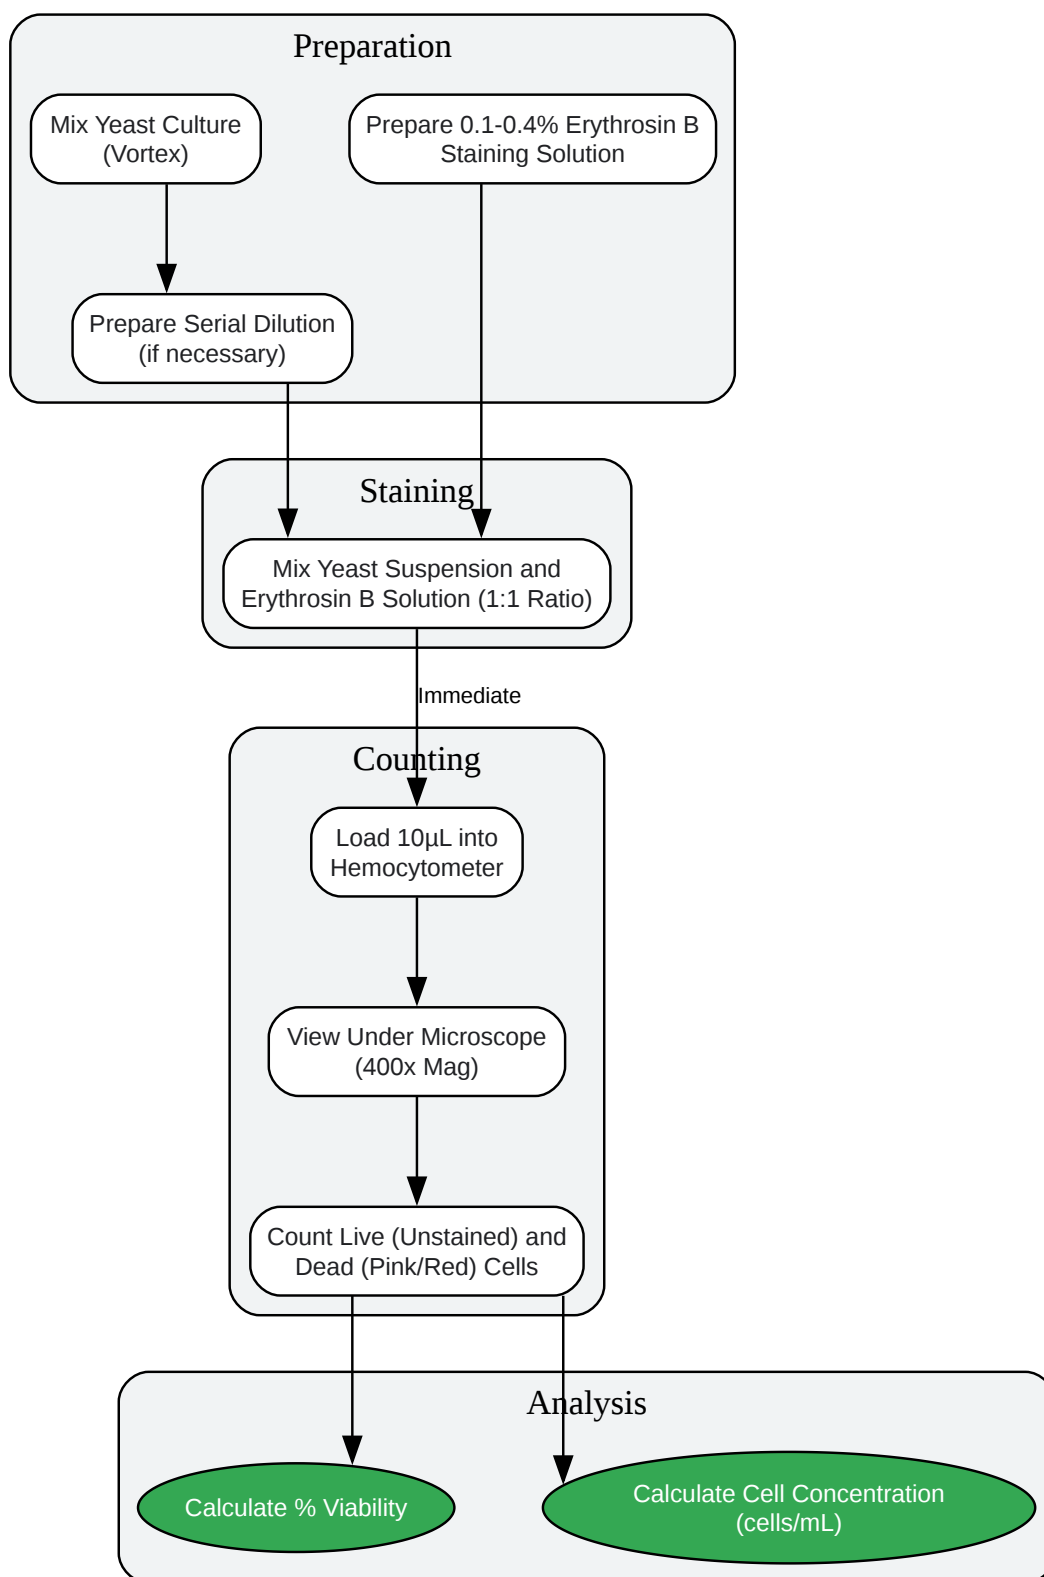 Preparation
Mix Yeast Culture
(Vortex)
Prepare 0.1-0.4% Erythrosin B
Staining Solution
Prepare Serial Dilution
(if necessary)
Staining
Mix Yeast Suspension and
Erythrosin B Solution (1:1 Ratio)
Immediate
Counting
Load 10µL into
Hemocytometer
View Under Microscope
(400x Mag)
Count Live (Unstained) and
Dead (Pink/Red) Cells
Analysis
Calculate % Viability
Calculate Cell Concentration
(cells/mL)